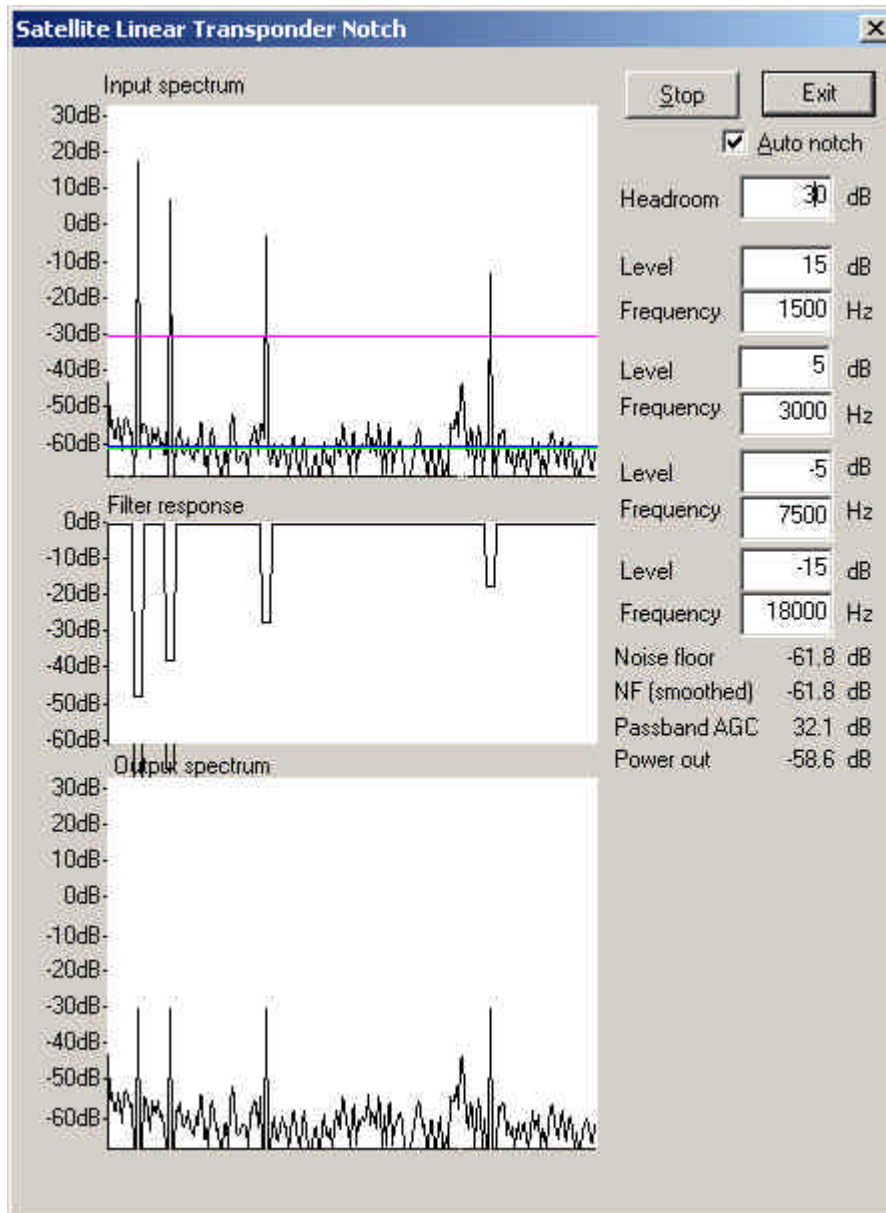 Satellite Linear Transponder Notch
Input spectrum
30dB
20dB
10dB
0dB
-10dB
-20dB
-30dB
-40dB
-50dB
-60dB
Filter response
0dB
-10dB
-20dB
-30dB
-40dB
-50dB
-60dB
Output spectrum
30dB
20dB
10dB
0dB
-10dB
-20dB
-30dB
-40dB
-50dB
-60dB
Stop Exit
Auto notch
Headroom 30 dB
Level 15 dB
Frequency 1500 Hz
Level 5 dB
Frequency 3000 Hz
Level -5 dB
Frequency 7500 Hz
Level -15 dB
Frequency 18000 Hz
Noise floor -61.8 dB
NF (smoothed) -61.8 dB
Passband AGC 32.1 dB
Power out -58.6 dB